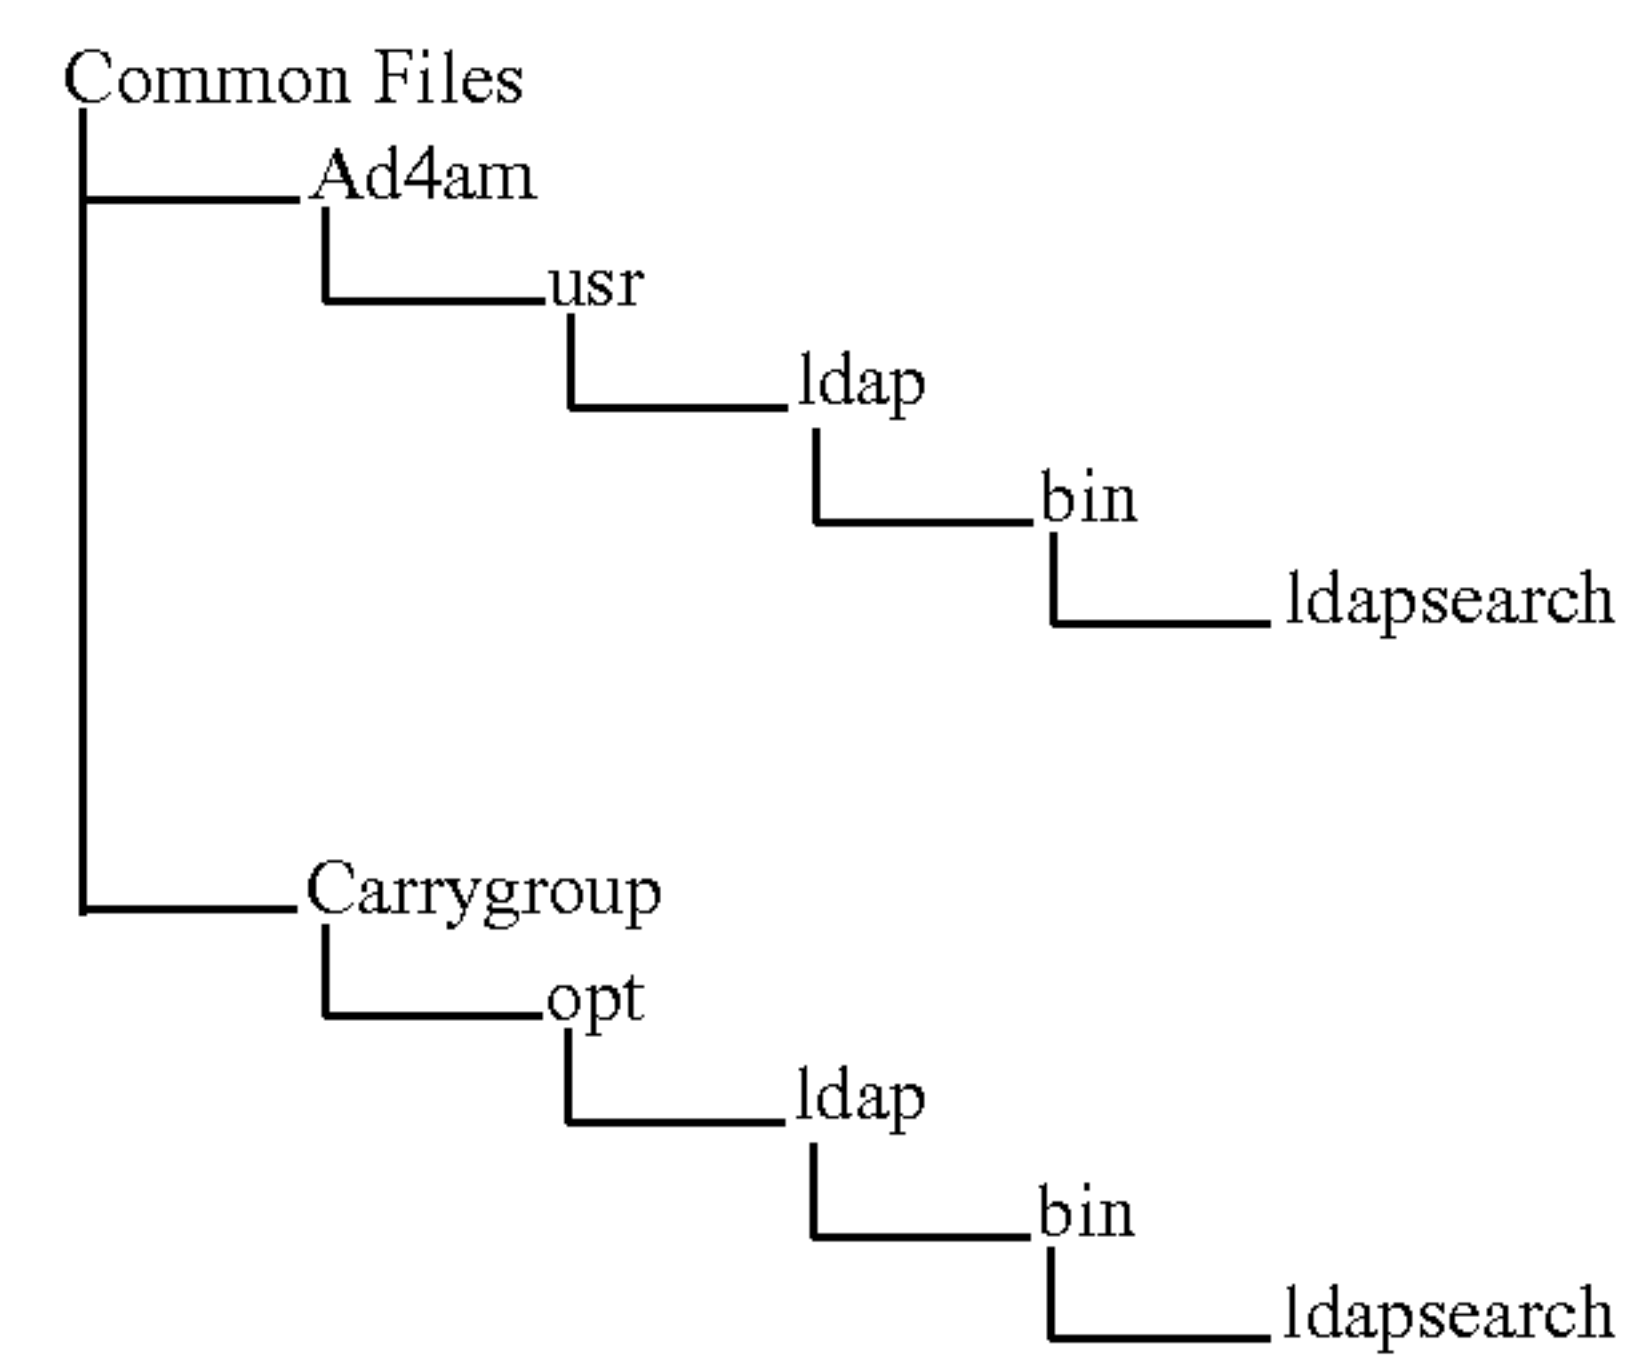 Common Files
Ad4am
usr
ldap
bin
ldapsearch
Carrygroup
opt
ldap
bin
ldapsearch